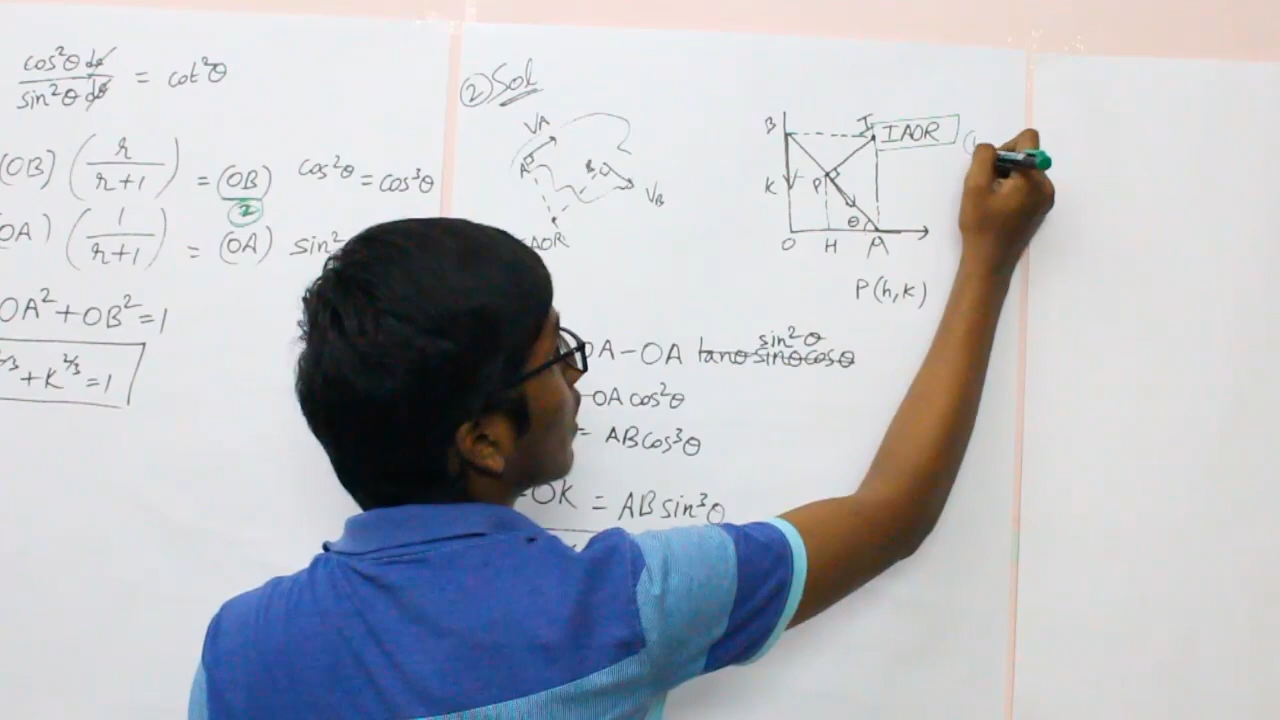 cos²θ dθ
sin²θ dθ
= cot²θ
(OB) (r/r+1) = (OB) cos²θ = cos³θ
2
OA) (1/r+1) = (OA) sin²
OA² + OB² = 1
+ K^2/3 = 1
② Sol
VA
A
B
VB
AOR
B
I
IAOR
K
P
θ
O
H
A
P(h,k)
OA - OA tanθ sinθcosθ
sin²θ
OA cos²θ
= AB cos³θ
OK = AB sin³θ